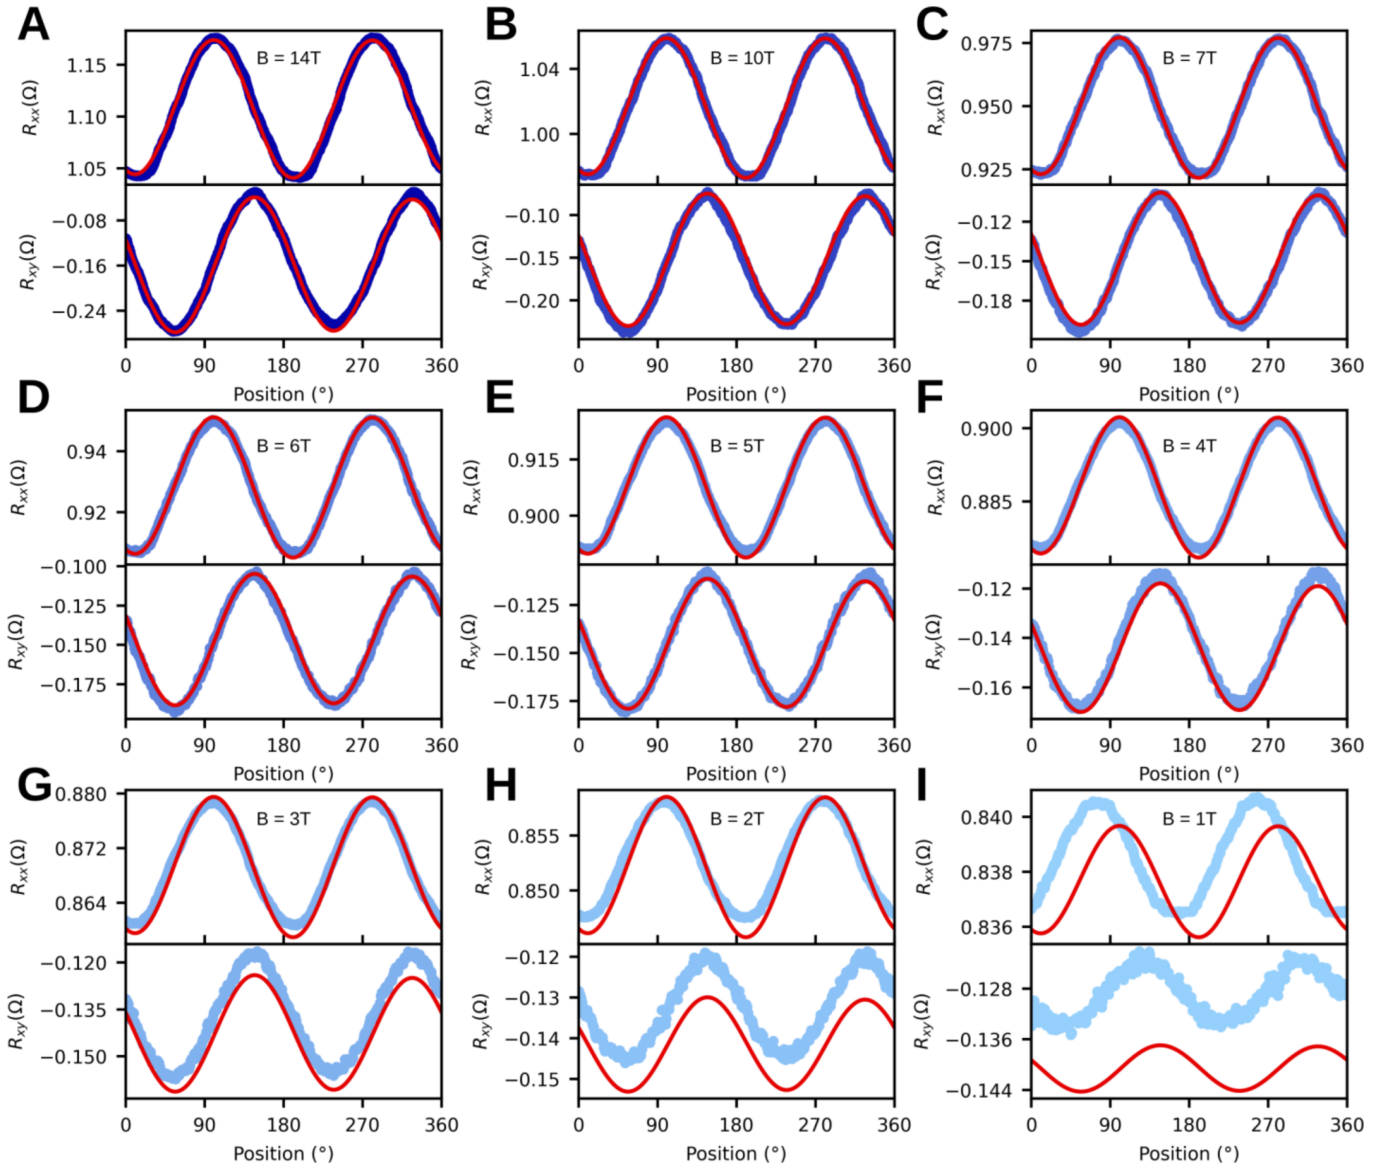 A
B = 14T
1.15
1.10
1.05
Rxx(Ω)
−0.08
−0.16
−0.24
Rxy(Ω)
0 90 180 270 360
Position (°)
B
B = 10T
1.04
1.00
Rxx(Ω)
−0.10
−0.15
−0.20
Rxy(Ω)
0 90 180 270 360
Position (°)
C
B = 7T
0.975
0.950
0.925
Rxx(Ω)
−0.12
−0.15
−0.18
Rxy(Ω)
0 90 180 270 360
Position (°)
D
B = 6T
0.94
0.92
Rxx(Ω)
−0.100
−0.125
−0.150
−0.175
Rxy(Ω)
0 90 180 270 360
Position (°)
E
B = 5T
0.915
0.900
Rxx(Ω)
−0.125
−0.150
−0.175
Rxy(Ω)
0 90 180 270 360
Position (°)
F
B = 4T
0.900
0.885
Rxx(Ω)
−0.12
−0.14
−0.16
Rxy(Ω)
0 90 180 270 360
Position (°)
G
B = 3T
0.880
0.872
0.864
Rxx(Ω)
−0.120
−0.135
−0.150
Rxy(Ω)
0 90 180 270 360
Position (°)
H
B = 2T
0.855
0.850
Rxx(Ω)
−0.12
−0.13
−0.14
−0.15
Rxy(Ω)
0 90 180 270 360
Position (°)
I
B = 1T
0.840
0.838
0.836
Rxx(Ω)
−0.128
−0.136
−0.144
Rxy(Ω)
0 90 180 270 360
Position (°)